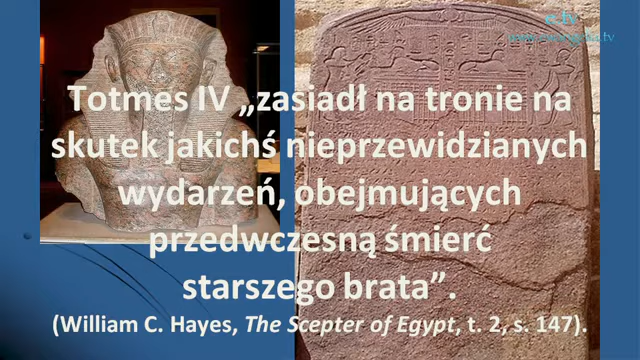 e.tv
Totmes IV „zasiadł na tronie na
skutek jakichś nieprzewidzianych
wydarzeń, obejmujących
przedwczesną śmierć
starszego brata”.
(William C. Hayes, The Scepter of Egypt, t. 2, s. 147).